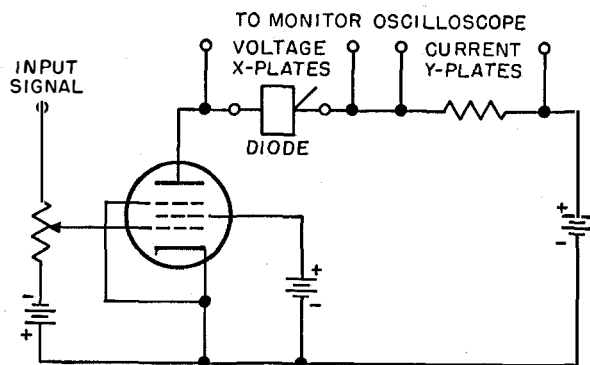 TO MONITOR OSCILLOSCOPE
VOLTAGE
X-PLATES
CURRENT
Y-PLATES
INPUT
SIGNAL
DIODE
+
-
+
-
-
+